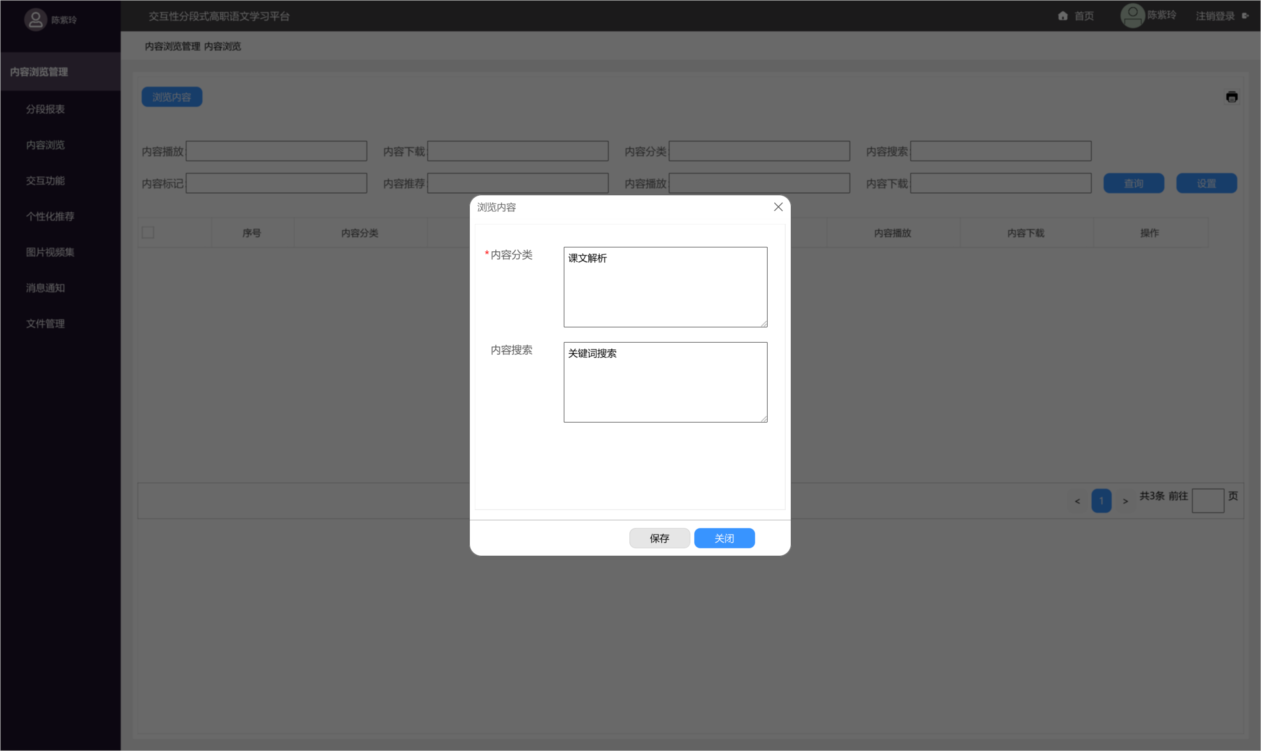 陈紫玲
交互性分段式高职语文学习平台
首页
陈紫玲
注销登录
内容浏览管理 内容浏览
内容浏览管理
分段报表
内容浏览
交互功能
个性化推荐
图片视频集
消息通知
文件管理
浏览内容
内容播放 内容下载 内容分类 内容搜索
内容标记 内容推荐 内容播放 内容下载 查询 设置
序号 内容分类 内容播放 内容下载 操作
浏览内容
*内容分类
课文解析
内容搜索
关键词搜索
保存 关闭
< 1 > 共3条 前往 页